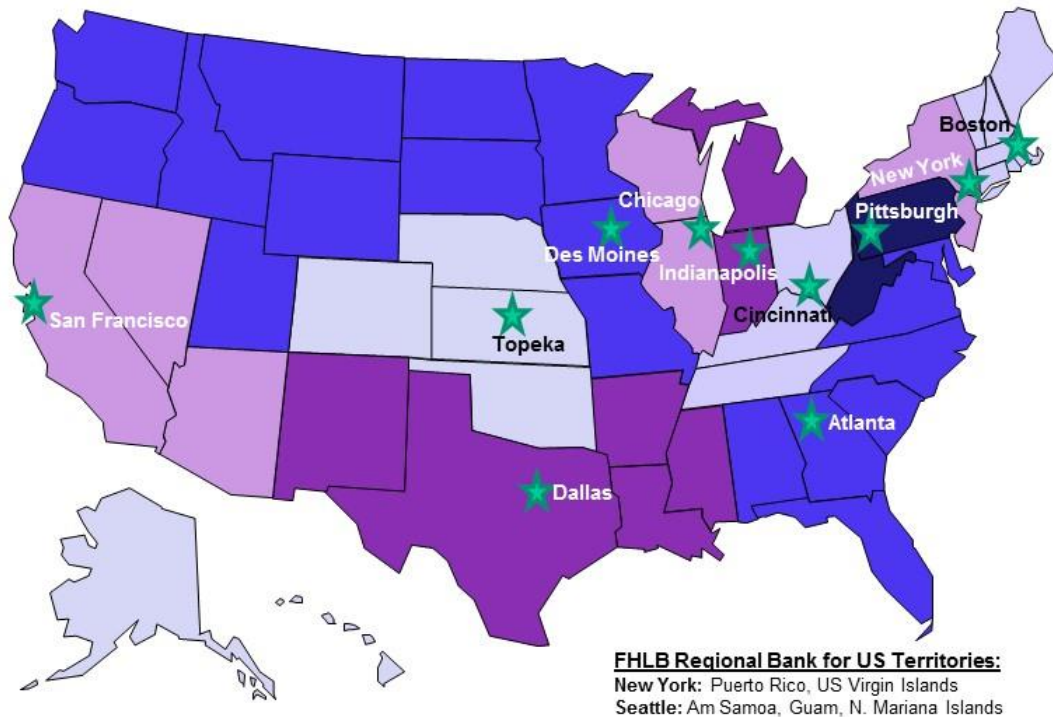 Boston
New York
Chicago
Pittsburgh
Des Moines
Indianapolis
San Francisco
Cincinnati
Topeka
Atlanta
Dallas
FHLB Regional Bank for US Territories:
New York: Puerto Rico, US Virgin Islands
Seattle: Am Samoa, Guam, N. Mariana Islands